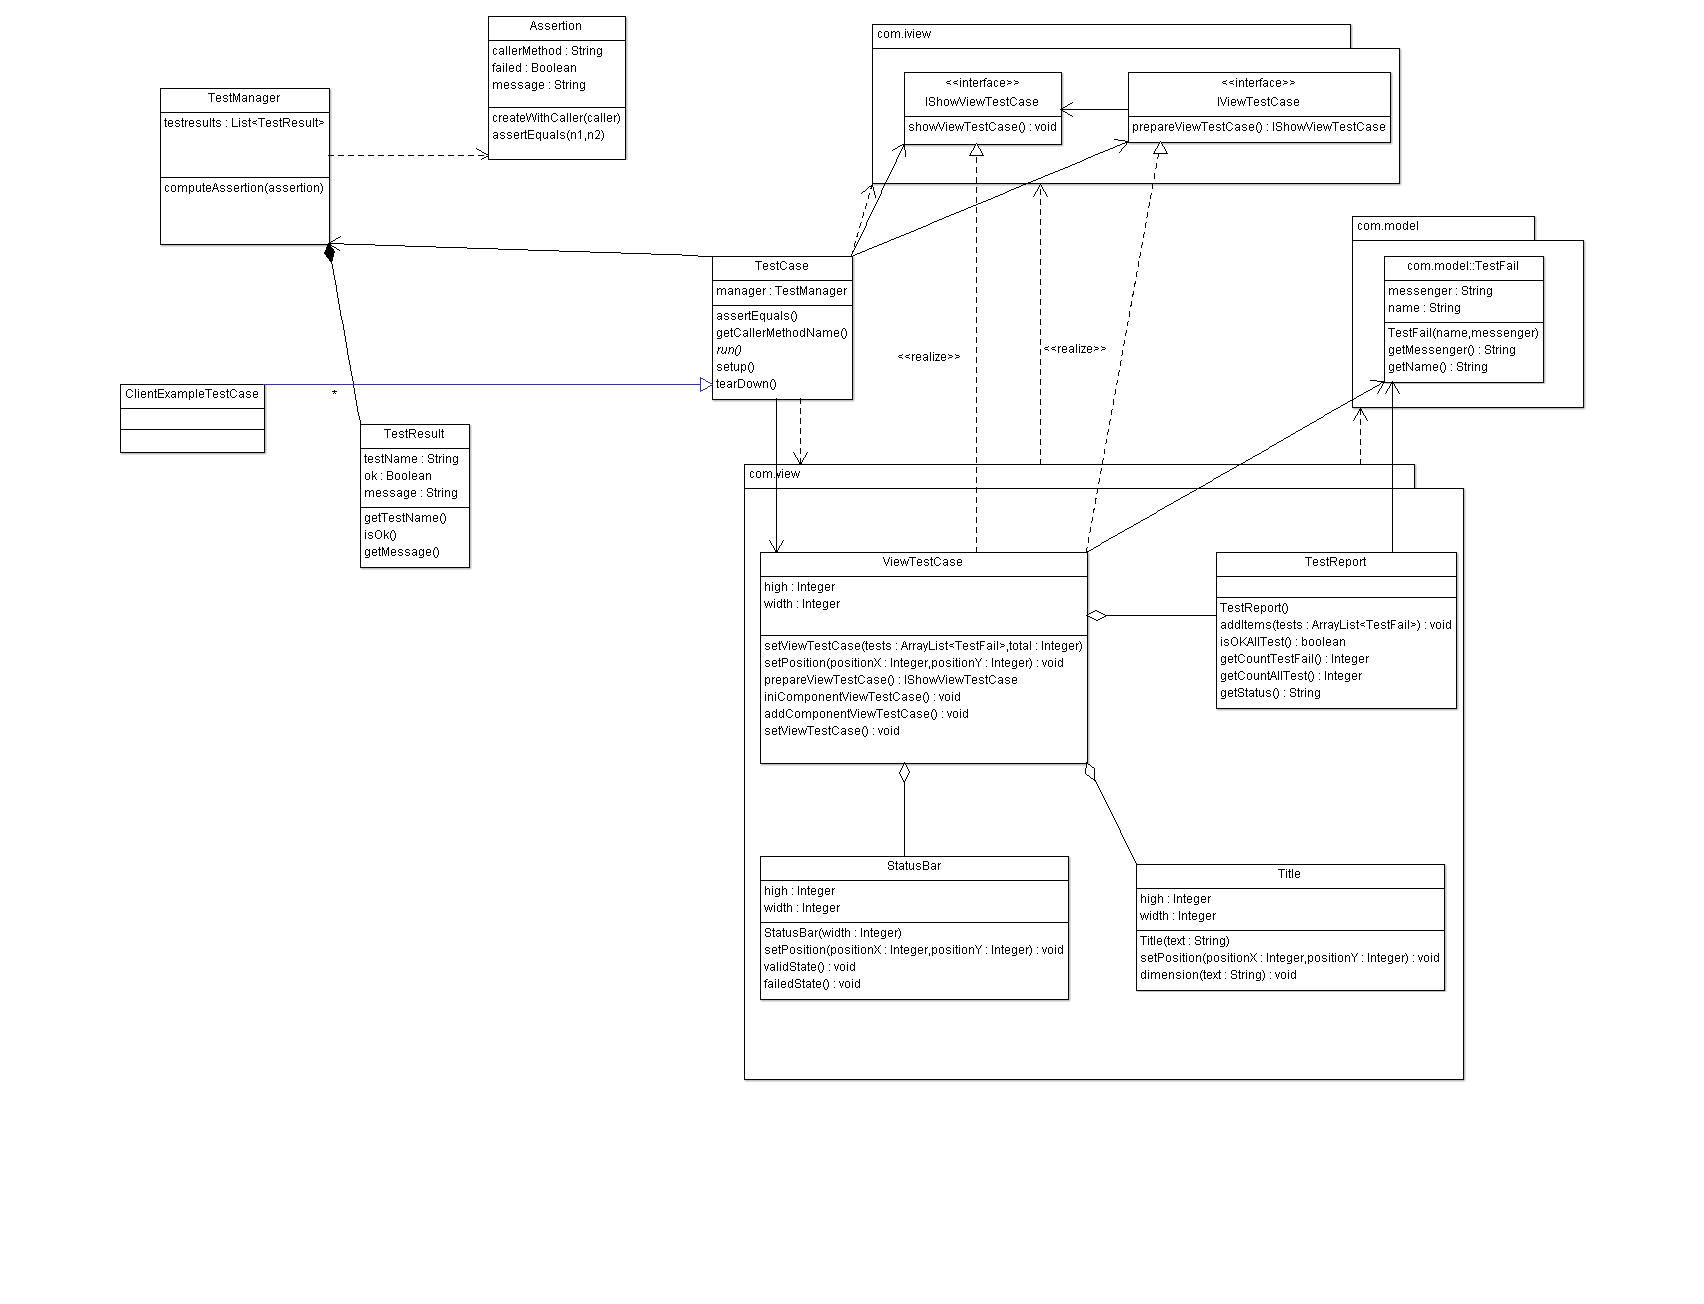 Assertion
callerMethod : String
failed : Boolean
message : String
createWithCaller(caller)
assertEquals(n1,n2)
TestManager
testresults : List<TestResult>
computeAssertion(assertion)
com.iview
<<interface>>
IShowViewTestCase
showViewTestCase() : void
<<interface>>
IViewTestCase
prepareViewTestCase() : IShowViewTestCase
com.model
com.model::TestFail
messenger : String
name : String
TestFail(name,messenger)
getMessenger() : String
getName() : String
TestCase
manager : TestManager
assertEquals()
getCallerMethodName()
run()
setup()
tearDown()
<<realize>>
<<realize>>
ClientExampleTestCase
*
TestResult
testName : String
ok : Boolean
message : String
getTestName()
isOk()
getMessage()
com.view
ViewTestCase
high : Integer
width : Integer
setViewTestCase(tests : ArrayList<TestFail>,total : Integer)
setPosition(positionX : Integer,positionY : Integer) : void
prepareViewTestCase() : IShowViewTestCase
iniComponentViewTestCase() : void
addComponentViewTestCase() : void
setViewTestCase() : void
TestReport
TestReport()
addItems(tests : ArrayList<TestFail>) : void
isOKAllTest() : boolean
getCountTestFail() : Integer
getCountAllTest() : Integer
getStatus() : String
StatusBar
high : Integer
width : Integer
StatusBar(width : Integer)
setPosition(positionX : Integer,positionY : Integer) : void
validState() : void
failedState() : void
Title
high : Integer
width : Integer
Title(text : String)
setPosition(positionX : Integer,positionY : Integer) : void
dimension(text : String) : void